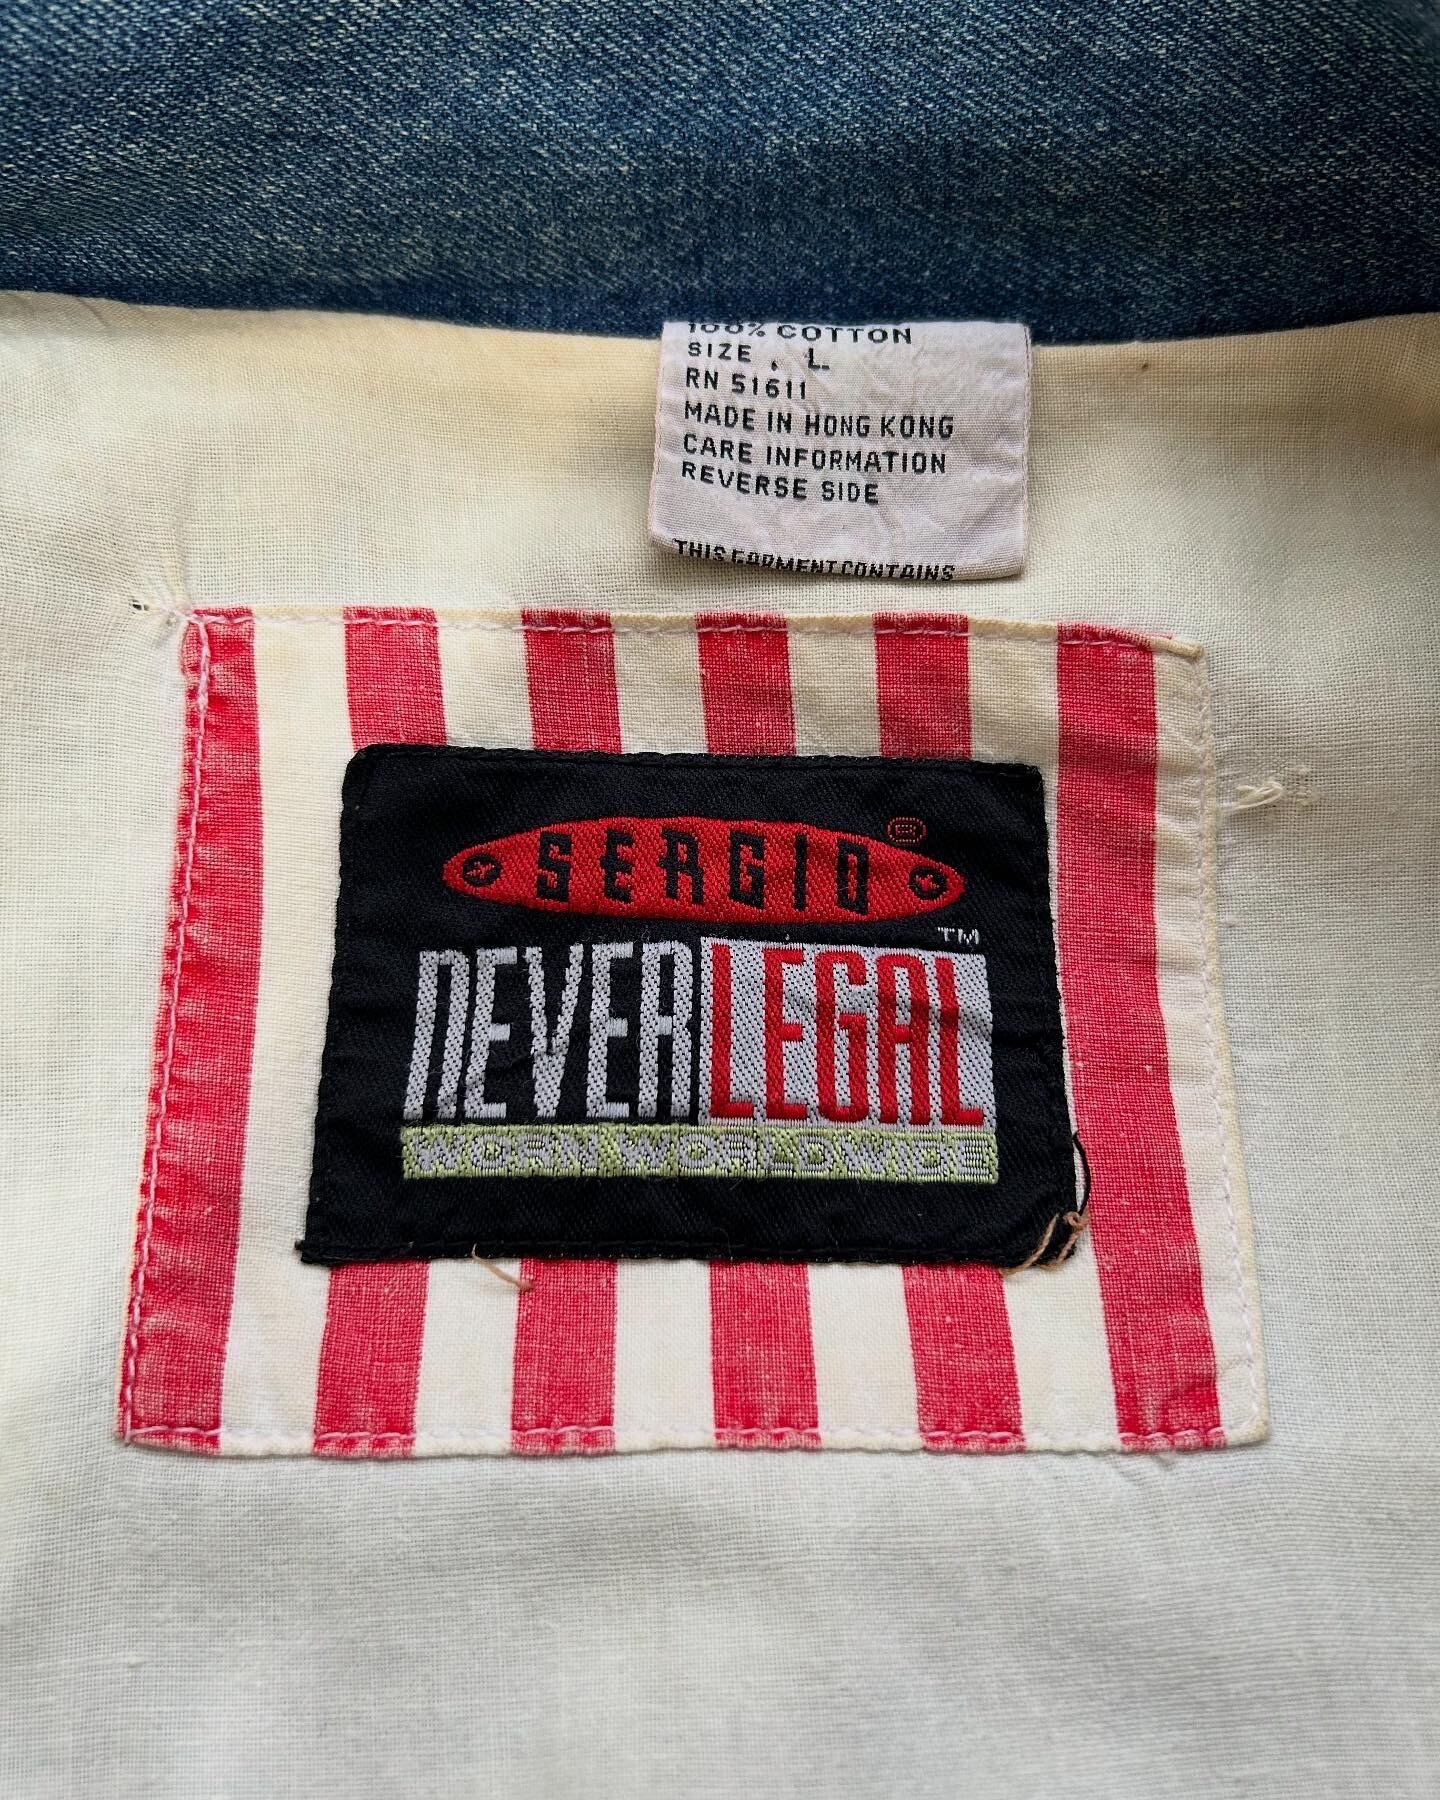 100% COTTON
SIZE . L.
RN 51611
MADE IN HONG KONG
CARE INFORMATION
REVERSE SIDE
THIS GARMENT CONTAINS
SERGIO ®
NEVERLEGAL ™
WORN WORLDWIDE